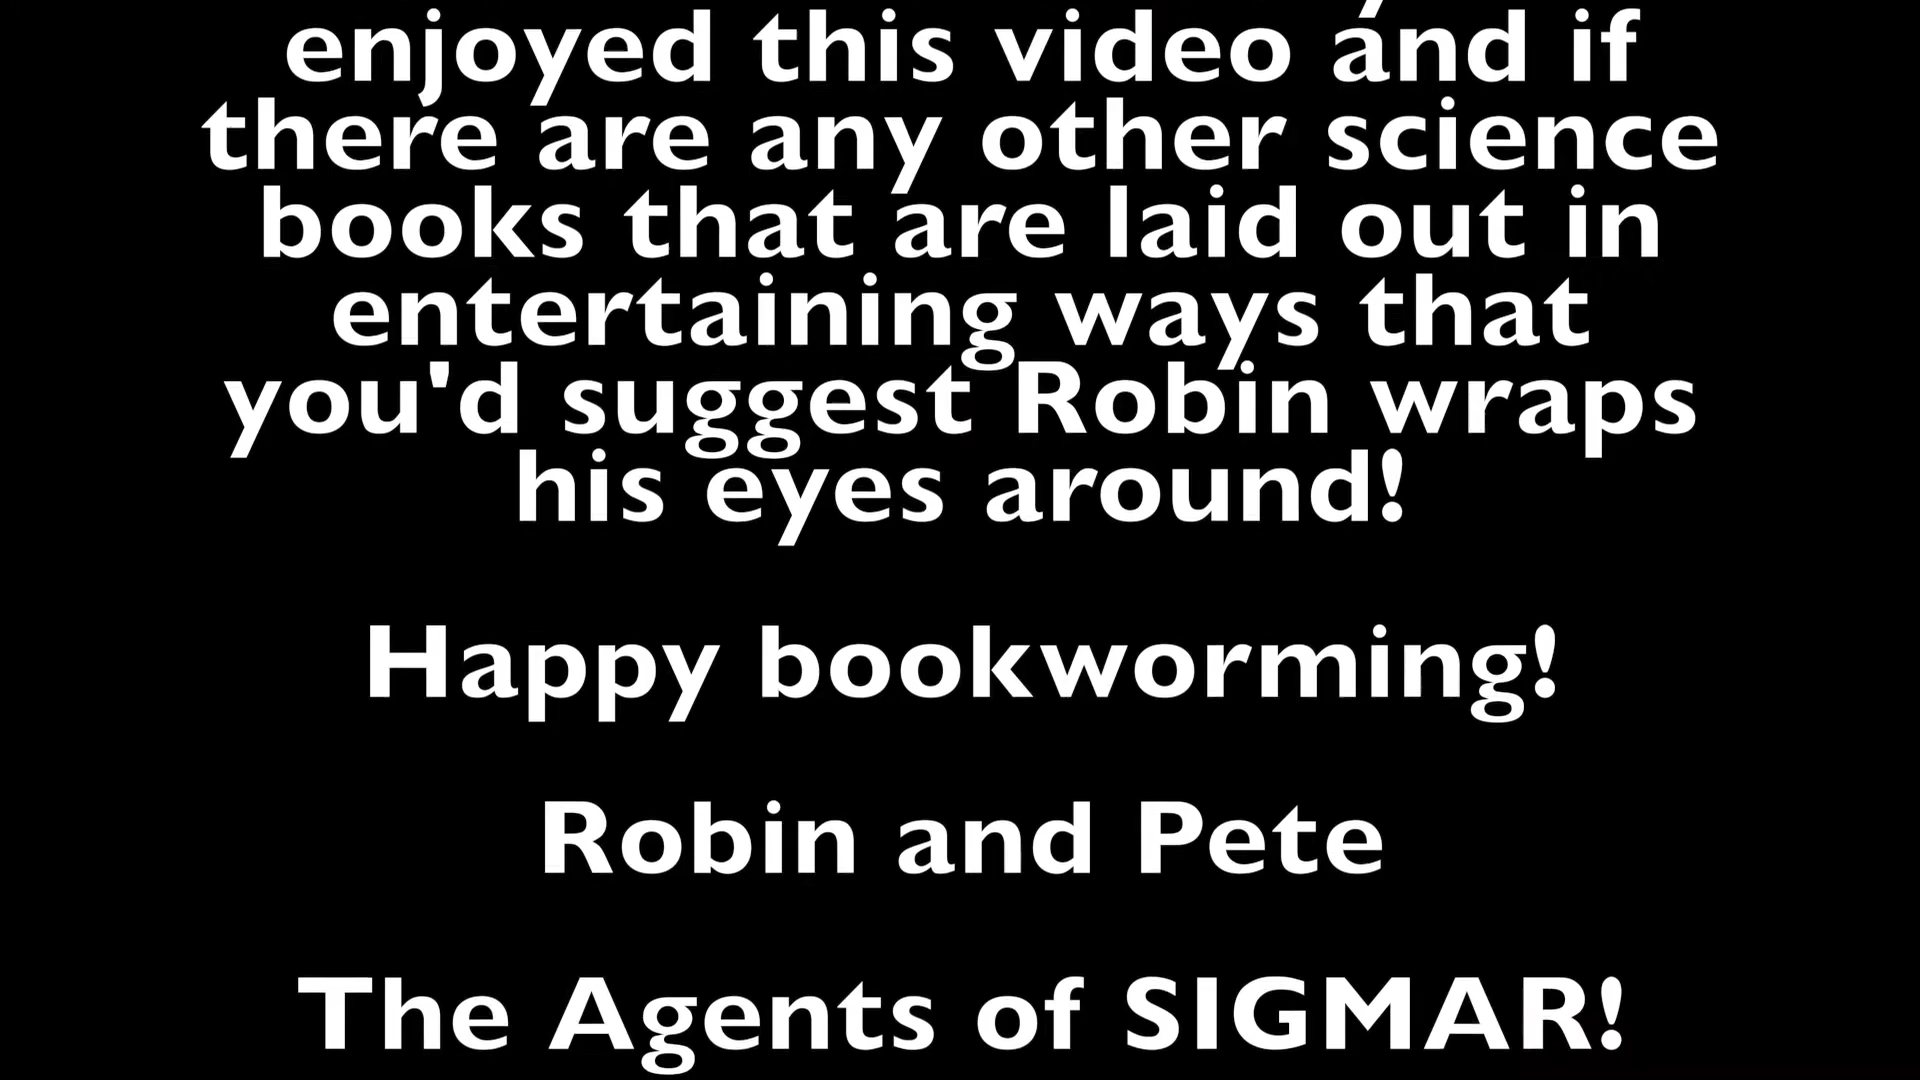 enjoyed this video and if
there are any other science
books that are laid out in
entertaining ways that
you'd suggest Robin wraps
his eyes around!
Happy bookworming!
Robin and Pete
The Agents of SIGMAR!